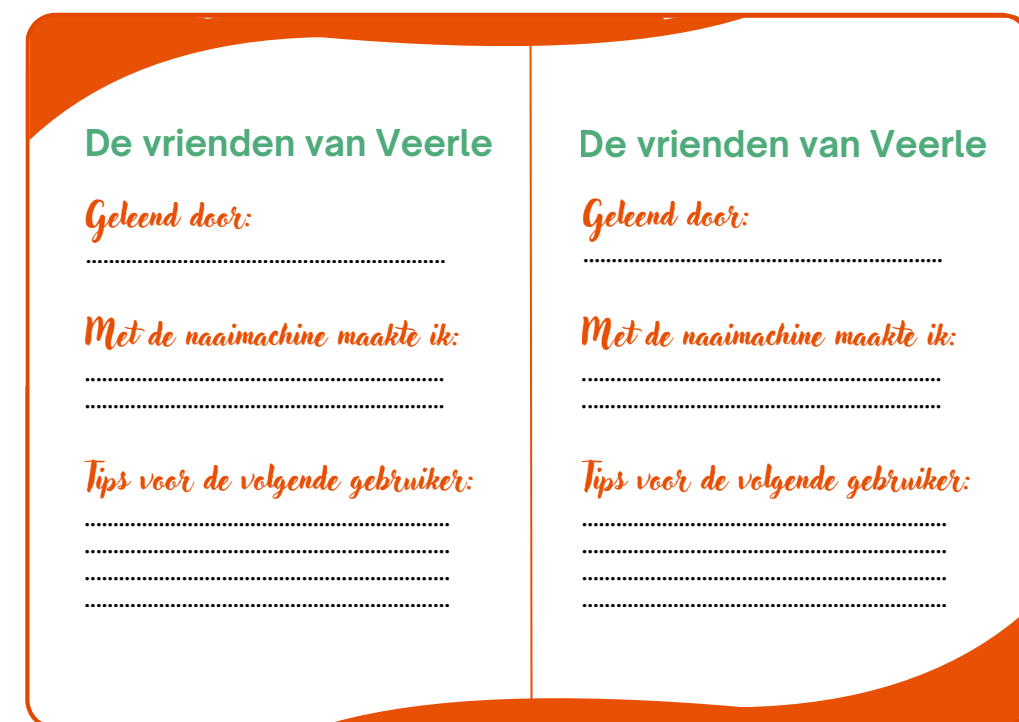 De vrienden van Veerle
Geleend door:
................................................................
Met de naaimachine maakte ik:
................................................................
................................................................
Tips voor de volgende gebruiker:
.................................................................
.................................................................
.................................................................
.................................................................
De vrienden van Veerle
Geleend door:
................................................................
Met de naaimachine maakte ik:
................................................................
................................................................
Tips voor de volgende gebruiker:
.................................................................
.................................................................
.................................................................
.................................................................